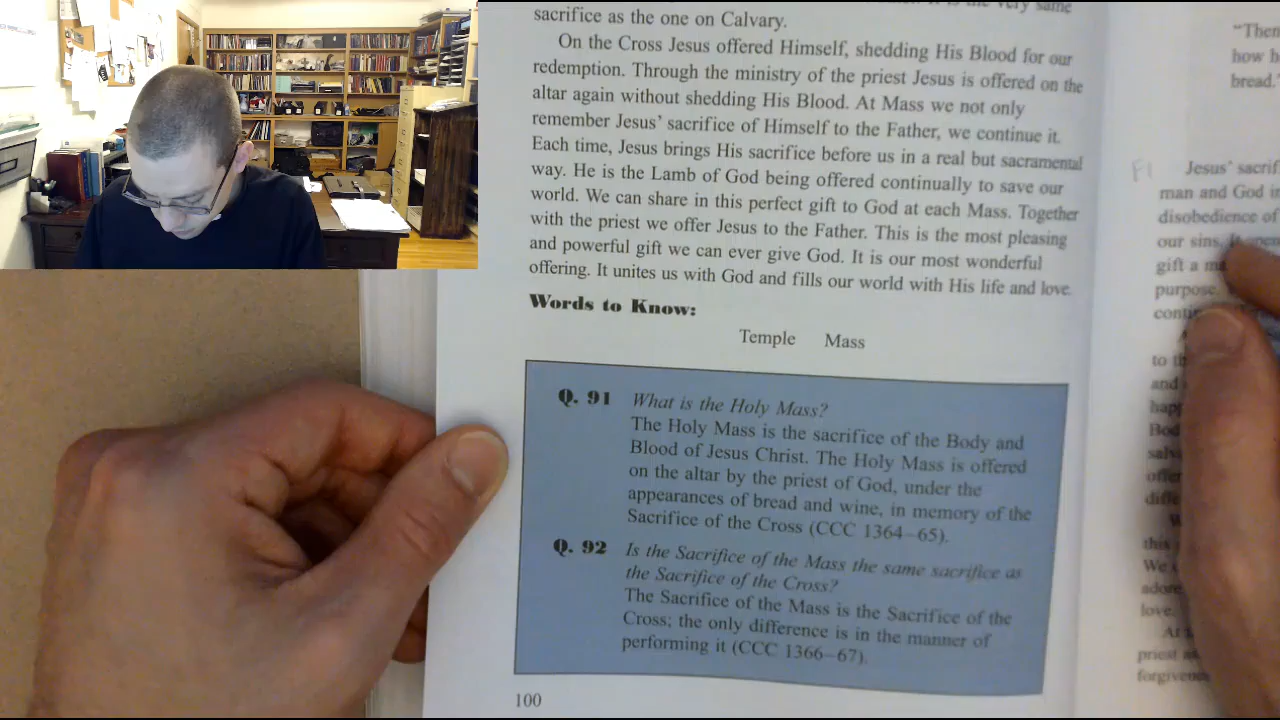 very same
sacrifice as the one on Calvary.
On the Cross Jesus offered Himself, shedding His Blood for our
redemption. Through the ministry of the priest Jesus is offered on the
altar again without shedding His Blood. At Mass we not only
remember Jesus’ sacrifice of Himself to the Father, we continue it.
Each time, Jesus brings His sacrifice before us in a real but sacramental
way. He is the Lamb of God being offered continually to save our
world. We can share in this perfect gift to God at each Mass. Together
with the priest we offer Jesus to the Father. This is the most pleasing
and powerful gift we can ever give God. It is our most wonderful
offering. It unites us with God and fills our world with His life and love.
Words to Know:
Temple Mass
Q. 91 What is the Holy Mass?
The Holy Mass is the sacrifice of the Body and
Blood of Jesus Christ. The Holy Mass is offered
on the altar by the priest of God, under the
appearances of bread and wine, in memory of the
Sacrifice of the Cross (CCC 1364–65).
Q. 92 Is the Sacrifice of the Mass the same sacrifice as
the Sacrifice of the Cross?
The Sacrifice of the Mass is the Sacrifice of the
Cross; the only difference is in the manner of
performing it (CCC 1366–67).
100
“Then
how
bread.
Jesus’
man and God
disobedience of
our sins.
gift a
purpose.
to
and
this
We
adore
love.
priest